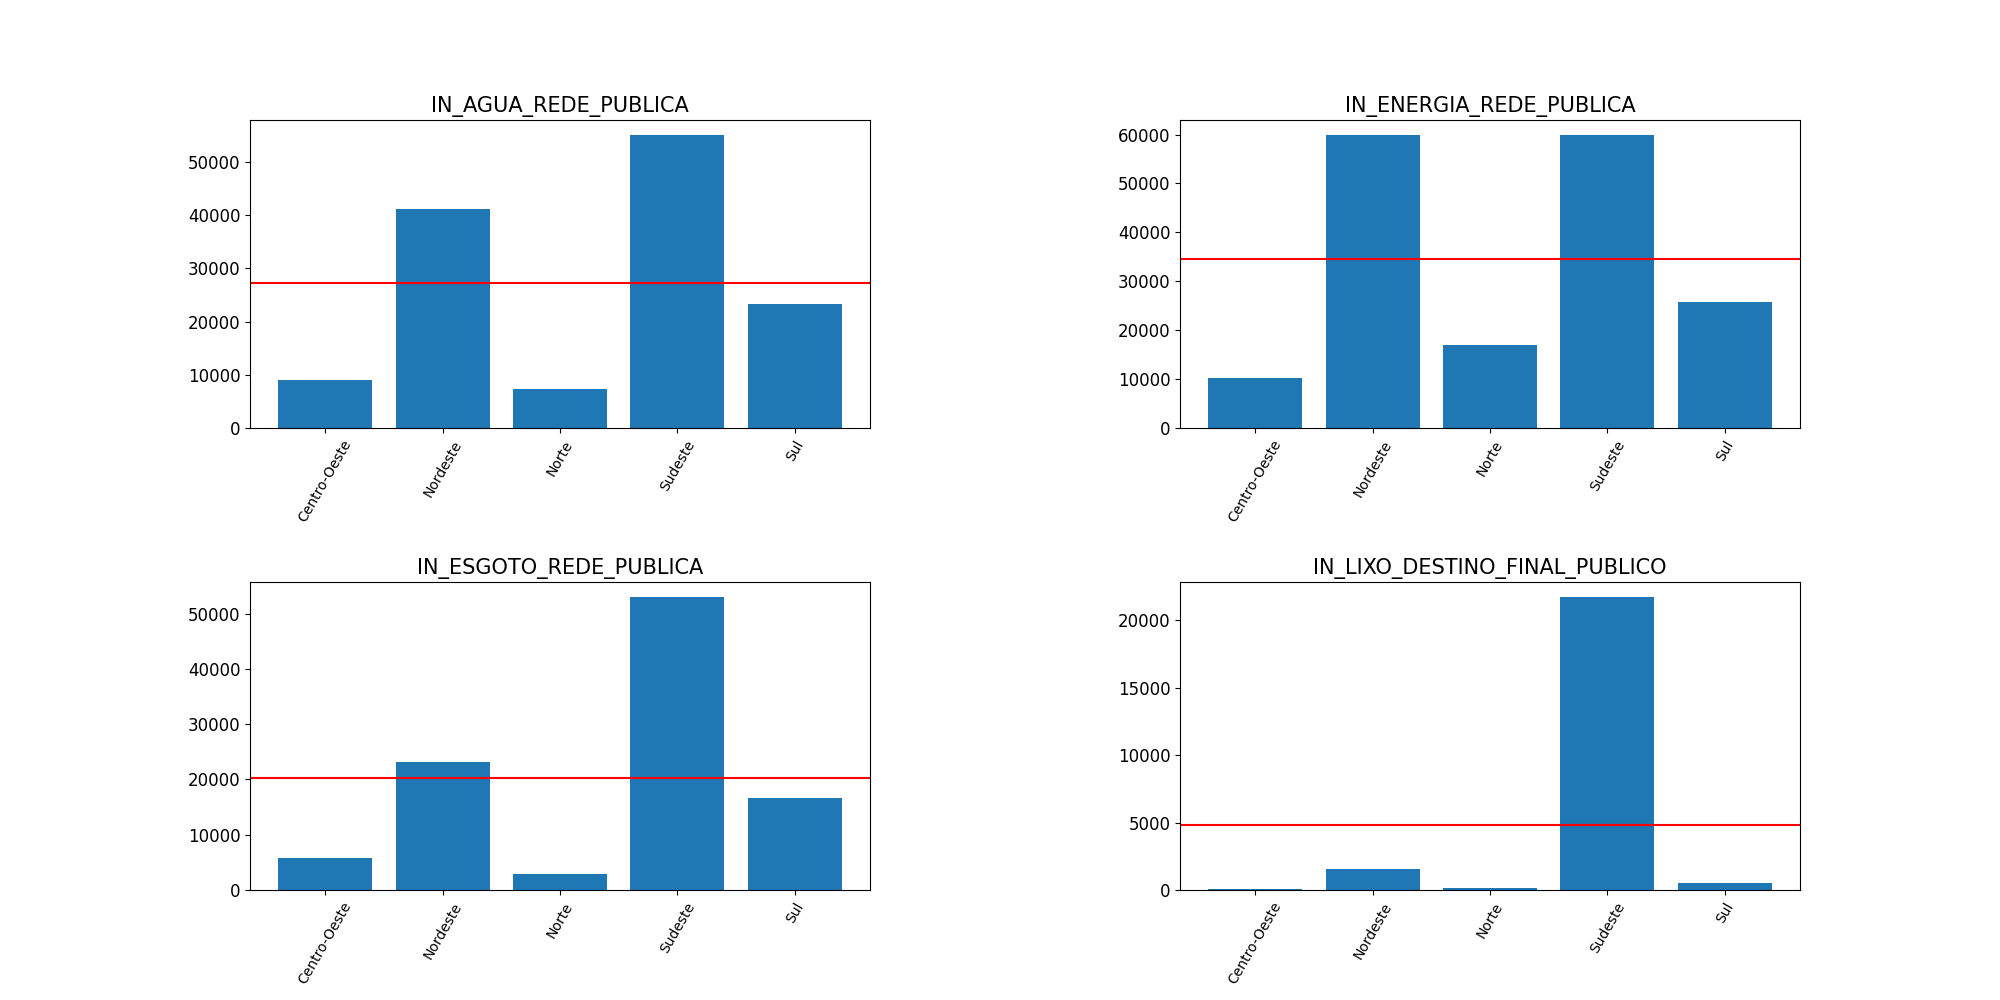 IN_AGUA_REDE_PUBLICA
50000
40000
30000
20000
10000
0
Centro-Oeste
Nordeste
Norte
Sudeste
Sul
IN_ENERGIA_REDE_PUBLICA
60000
50000
40000
30000
20000
10000
0
Centro-Oeste
Nordeste
Norte
Sudeste
Sul
IN_ESGOTO_REDE_PUBLICA
50000
40000
30000
20000
10000
0
Centro-Oeste
Nordeste
Norte
Sudeste
Sul
IN_LIXO_DESTINO_FINAL_PUBLICO
20000
15000
10000
5000
0
Centro-Oeste
Nordeste
Norte
Sudeste
Sul